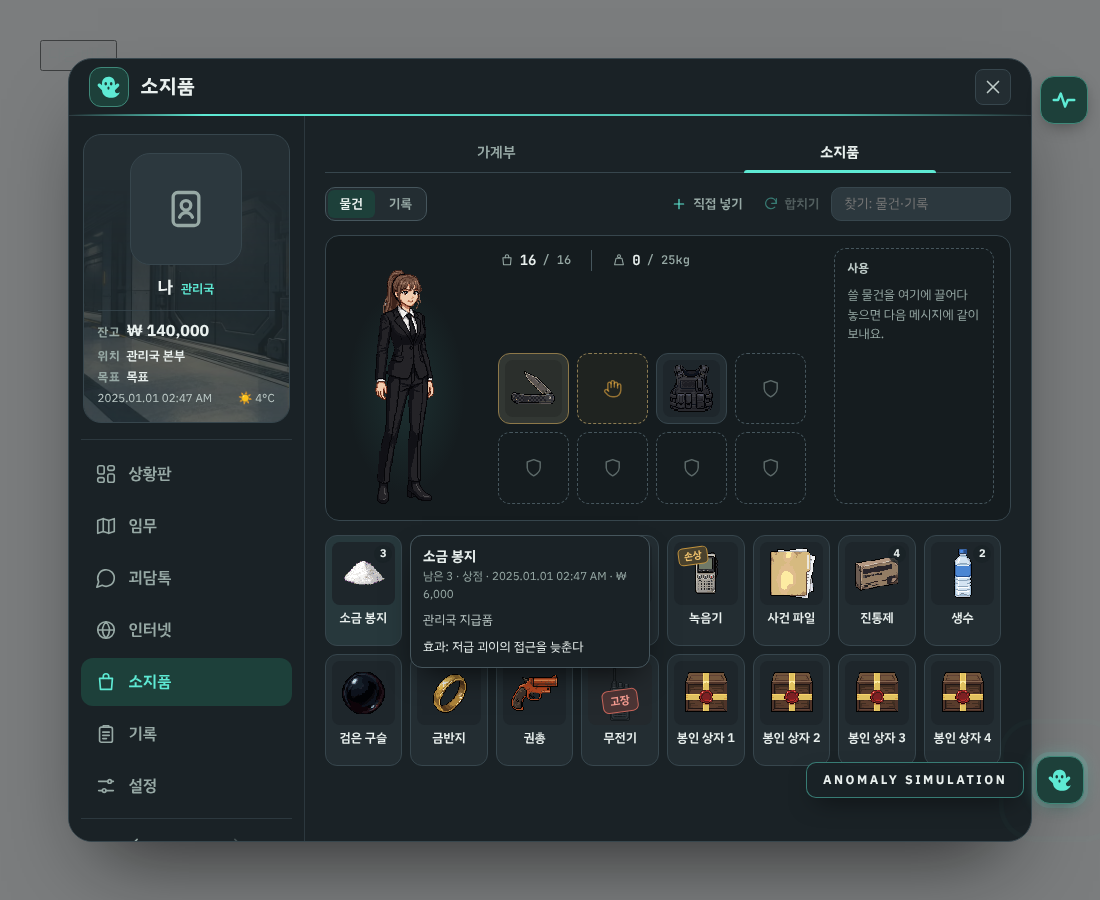 소지품
가계부
소지품
나 관리국
잔고 ₩ 140,000
위치 관리국 본부
목표 목표
2025.01.01 02:47 AM ☀️ 4°C
상황판
임무
괴담톡
인터넷
소지품
기록
설정
물건 기록
직접 넣기 합치기 찾기: 물건·기록
16 / 16 0 / 25kg
사용
쓸 물건을 여기에 끌어다
놓으면 다음 메시지에 같이
보내요.
3
소금 봉지
소금 봉지
남은 3 · 상점 · 2025.01.01 02:47 AM · ₩
6,000
관리국 지급품
효과: 저급 괴이의 접근을 늦춘다
손상
녹음기
사건 파일
4
진통제
2
생수
검은 구슬
금반지
권총
고장
무전기
봉인 상자 1
봉인 상자 2
봉인 상자 3
봉인 상자 4
ANOMALY SIMULATION